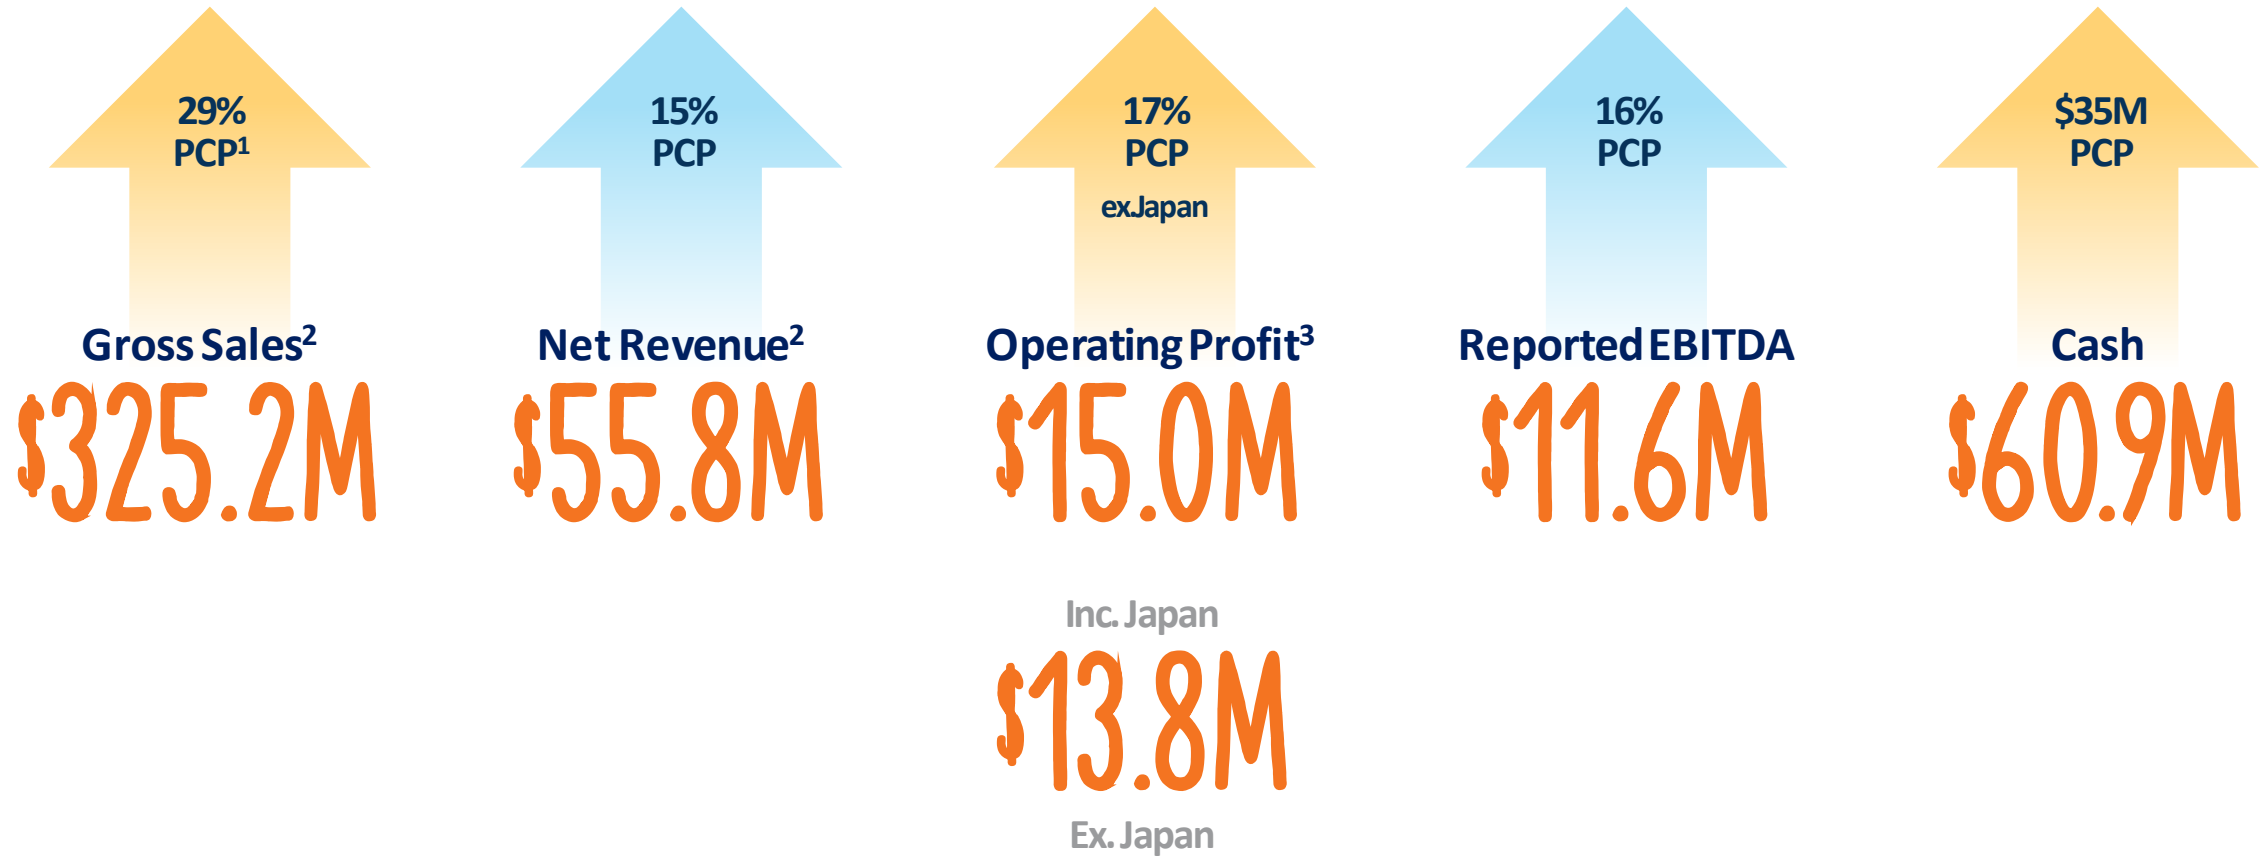 29%
PCP¹
Gross Sales²
$325.2M
15%
PCP
Net Revenue²
$55.8M
17%
PCP
ex.Japan
Operating Profit³
$15.0M
Inc. Japan
$13.8M
Ex. Japan
16%
PCP
Reported EBITDA
$11.6M
$35M
PCP
Cash
$60.9M